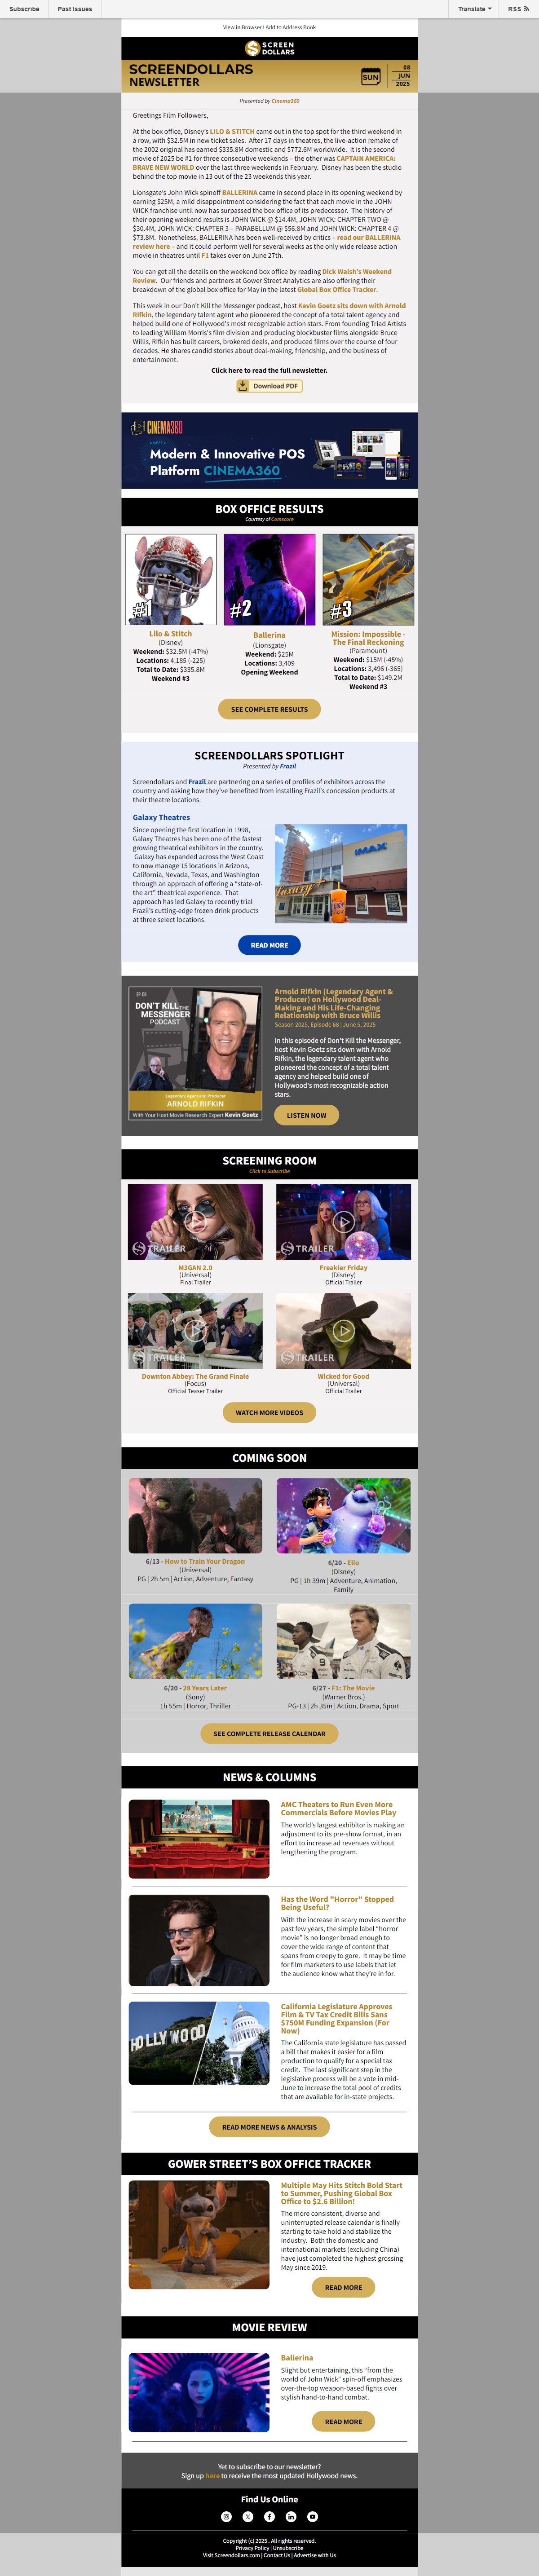 Subscribe
Past Issues
Translate
RSS
View in Browser I Add to Address Book
SCREEN
DOLLARS
SCREENDOLLARS
NEWSLETTER
SUN
08
JUN
2025
Presented by Cinema360
Greetings Film Followers,
At the box office, Disney's LILO & STITCH came out in the top spot for the third weekend in
a row, with $32.5M in new ticket sales. After 17 days in theatres, the live-action remake of
the 2002 original has earned $335.8M domestic and $772.6M worldwide. It is the second
movie of 2025 be #1 for three consecutive weekends – the other was CAPTAIN AMERICA:
BRAVE NEW WORLD over the last three weekends in February. Disney has been the studio
behind the top movie in 13 out of the 23 weekends this year.
Lionsgate's John Wick spinoff BALLERINA came in second place in its opening weekend by
earning $25M, a mild disappointment considering the fact that each movie in the JOHN
WICK franchise until now has surpassed the box office of its predecessor. The history of
their opening weekend results is JOHN WICK @ $14.4M, JOHN WICK: CHAPTER TWO @
$30.4M, JOHN WICK: CHAPTER 3 – PARABELLUM @ $56.8M and JOHN WICK: CHAPTER 4 @
$73.8M. Nonetheless, BALLERINA has been well-received by critics – read our BALLERINA
review here – and it could perform well for several weeks as the only wide release action
movie in theatres until F1 takes over on June 27th.
You can get all the details on the weekend box office by reading Dick Walsh's Weekend
Review. Our friends and partners at Gower Street Analytics are also offering their
breakdown of the global box office for May in the latest Global Box Office Tracker.
This week in our Don't Kill the Messenger podcast, host Kevin Goetz sits down with Arnold
Rifkin, the legendary talent agent who pioneered the concept of a total talent agency and
helped build one of Hollywood's most recognizable action stars. From founding Triad Artists
to leading William Morris's film division and producing blockbuster films alongside Bruce
Willis, Rifkin has built careers, brokered deals, and produced films over the course of four
decades. He shares candid stories about deal-making, friendship, and the business of
entertainment.
Click here to read the full newsletter.
Download PDF
CINEMA360
Modern & Innovative POS
Platform CINEMA360
BOX OFFICE RESULTS
Courtesy of Comscore
#1
#2
#3
Lilo & Stitch
(Disney)
Weekend: $32.5M (-47%)
Locations: 4,185 (-225)
Total to Date: $335.8M
Weekend #3
Ballerina
(Lionsgate)
Weekend: $25M
Locations: 3,409
Opening Weekend
Mission: Impossible -
The Final Reckoning
(Paramount)
Weekend: $15M (-45%)
Locations: 3,496 (-365)
Total to Date: $149.2M
Weekend #3
SEE COMPLETE RESULTS
SCREENDOLLARS SPOTLIGHT
Presented by Frazil
Screendollars and Frazil are partnering on a series of profiles of exhibitors across the
country and asking how they've benefited from installing Frazil's concession products at
their theatre locations.
Galaxy Theatres
Since opening the first location in 1998,
Galaxy Theatres has been one of the fastest
growing theatrical exhibitors in the country.
Galaxy has expanded across the West Coast
to now manage 15 locations in Arizona,
California, Nevada, Texas, and Washington
through an approach of offering a "state-of-
the art" theatrical experience. That
approach has led Galaxy to recently trial
Frazil's cutting-edge frozen drink products
at three select locations.
IMAX
Luxury+
READ MORE
EP. 68
DON'T KILL THE
MESSENGER
PODCAST
Legendary Agent and Producer
ARNOLD RIFKIN
With Your Host Movie Research Expert Kevin Goetz
Arnold Rifkin (Legendary Agent &
Producer) on Hollywood Deal-
Making and His Life-Changing
Relationship with Bruce Willis
Season 2025, Episode 68 | June 5, 2025
In this episode of Don't Kill the Messenger,
host Kevin Goetz sits down with Arnold
Rifkin, the legendary talent agent who
pioneered the concept of a total talent
agency and helped build one of
Hollywood's most recognizable action
stars.
LISTEN NOW
SCREENING ROOM
Click to Subscribe
TRAILER
TRAILER
M3GAN 2.0
(Universal)
Final Trailer
Freakier Friday
(Disney)
Official Trailer
TRAILER
TRAILER
Downton Abbey: The Grand Finale
(Focus)
Official Teaser Trailer
Wicked for Good
(Universal)
Official Trailer
WATCH MORE VIDEOS
COMING SOON
6/13 - How to Train Your Dragon
(Universal)
PG | 2h 5m | Action, Adventure, Fantasy
6/20 - Elio
(Disney)
PG | 1h 39m | Adventure, Animation,
Family
6/20 - 28 Years Later
(Sony)
1h 55m | Horror, Thriller
6/27 - F1: The Movie
(Warner Bros.)
PG-13 | 2h 35m | Action, Drama, Sport
SEE COMPLETE RELEASE CALENDAR
NEWS & COLUMNS
AMC Theaters to Run Even More
Commercials Before Movies Play
The world's largest exhibitor is making an
adjustment to its pre-show format, in an
effort to increase ad revenues without
lengthening the program.
Has the Word "Horror" Stopped
Being Useful?
With the increase in scary movies over the
past few years, the simple label "horror
movie" is no longer broad enough to
cover the wide range of content that
spans from creepy to gore. It may be time
for film marketers to use labels that let
the audience know what they're in for.
HOLLYWOOD
California Legislature Approves
Film & TV Tax Credit Bills Sans
$750M Funding Expansion (For
Now)
The California state legislature has passed
a bill that makes it easier for a film
production to qualify for a special tax
credit. The last significant step in the
legislative process will be a vote in mid-
June to increase the total pool of credits
that are available for in-state projects.
READ MORE NEWS & ANALYSIS
GOWER STREET'S BOX OFFICE TRACKER
Multiple May Hits Stitch Bold Start
to Summer, Pushing Global Box
Office to $2.6 Billion!
The more consistent, diverse and
uninterrupted release calendar is finally
starting to take hold and stabilize the
industry. Both the domestic and
international markets (excluding China)
have just completed the highest grossing
May since 2019.
READ MORE
MOVIE REVIEW
Ballerina
Slight but entertaining, this "from the
world of John Wick" spin-off emphasizes
over-the-top weapon-based fights over
stylish hand-to-hand combat.
READ MORE
Yet to subscribe to our newsletter?
Sign up here to receive the most updated Hollywood news.
Find Us Online
Copyright (c) 2025 . All rights reserved.
Privacy Policy | Unsubscribe
Visit Screendollars.com | Contact Us | Advertise with Us